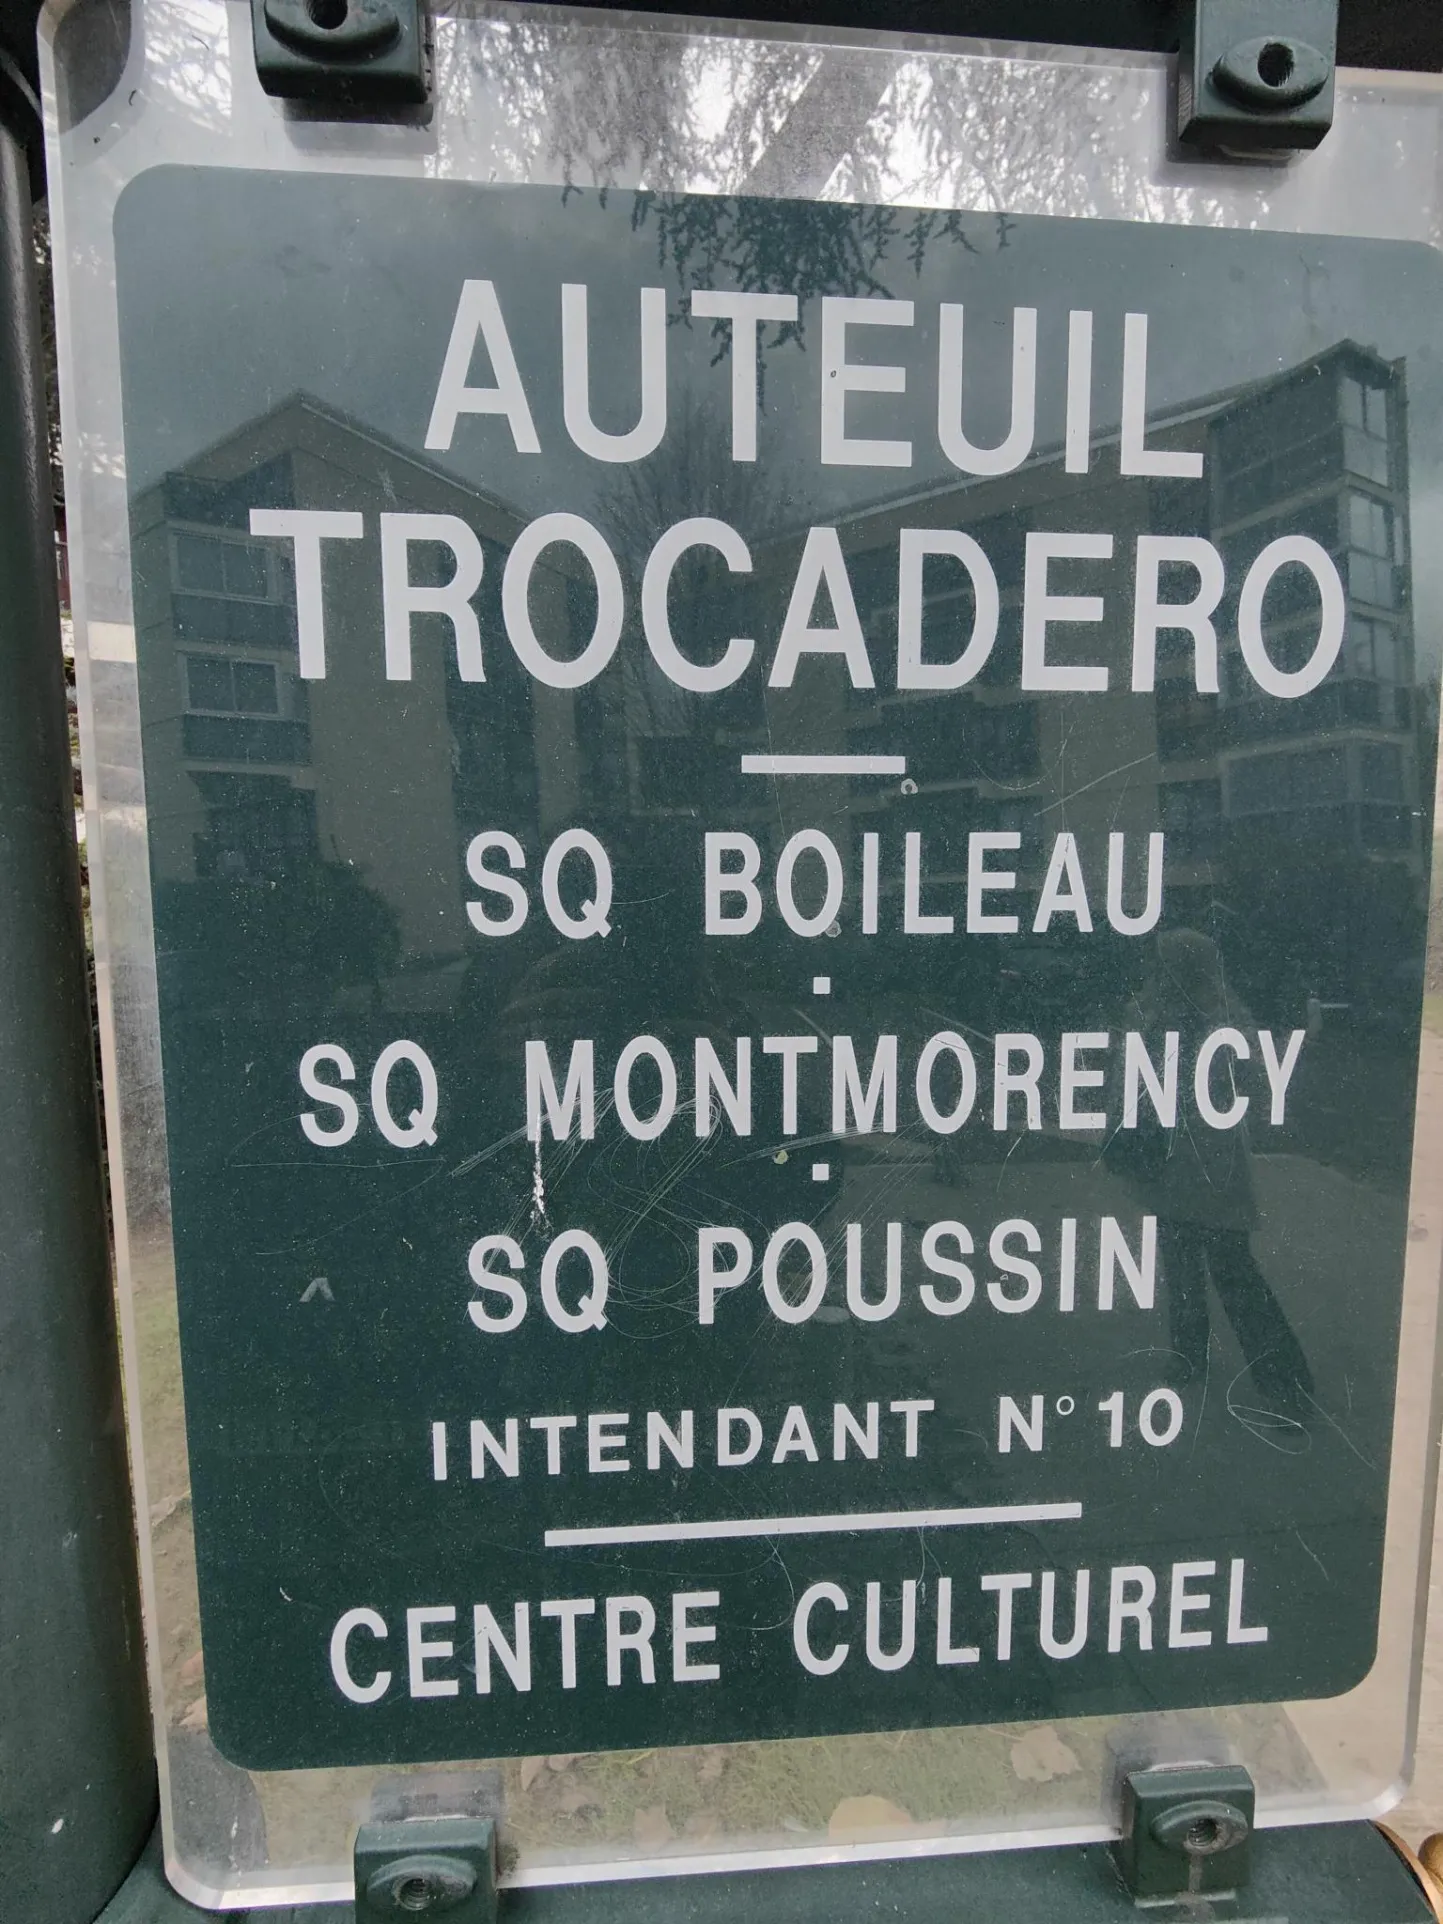 AUTEUIL
TROCADERO
SQ BOILEAU
SQ MONTMORENCY
SQ POUSSIN
INTENDANT N° 10
CENTRE CULTUREL